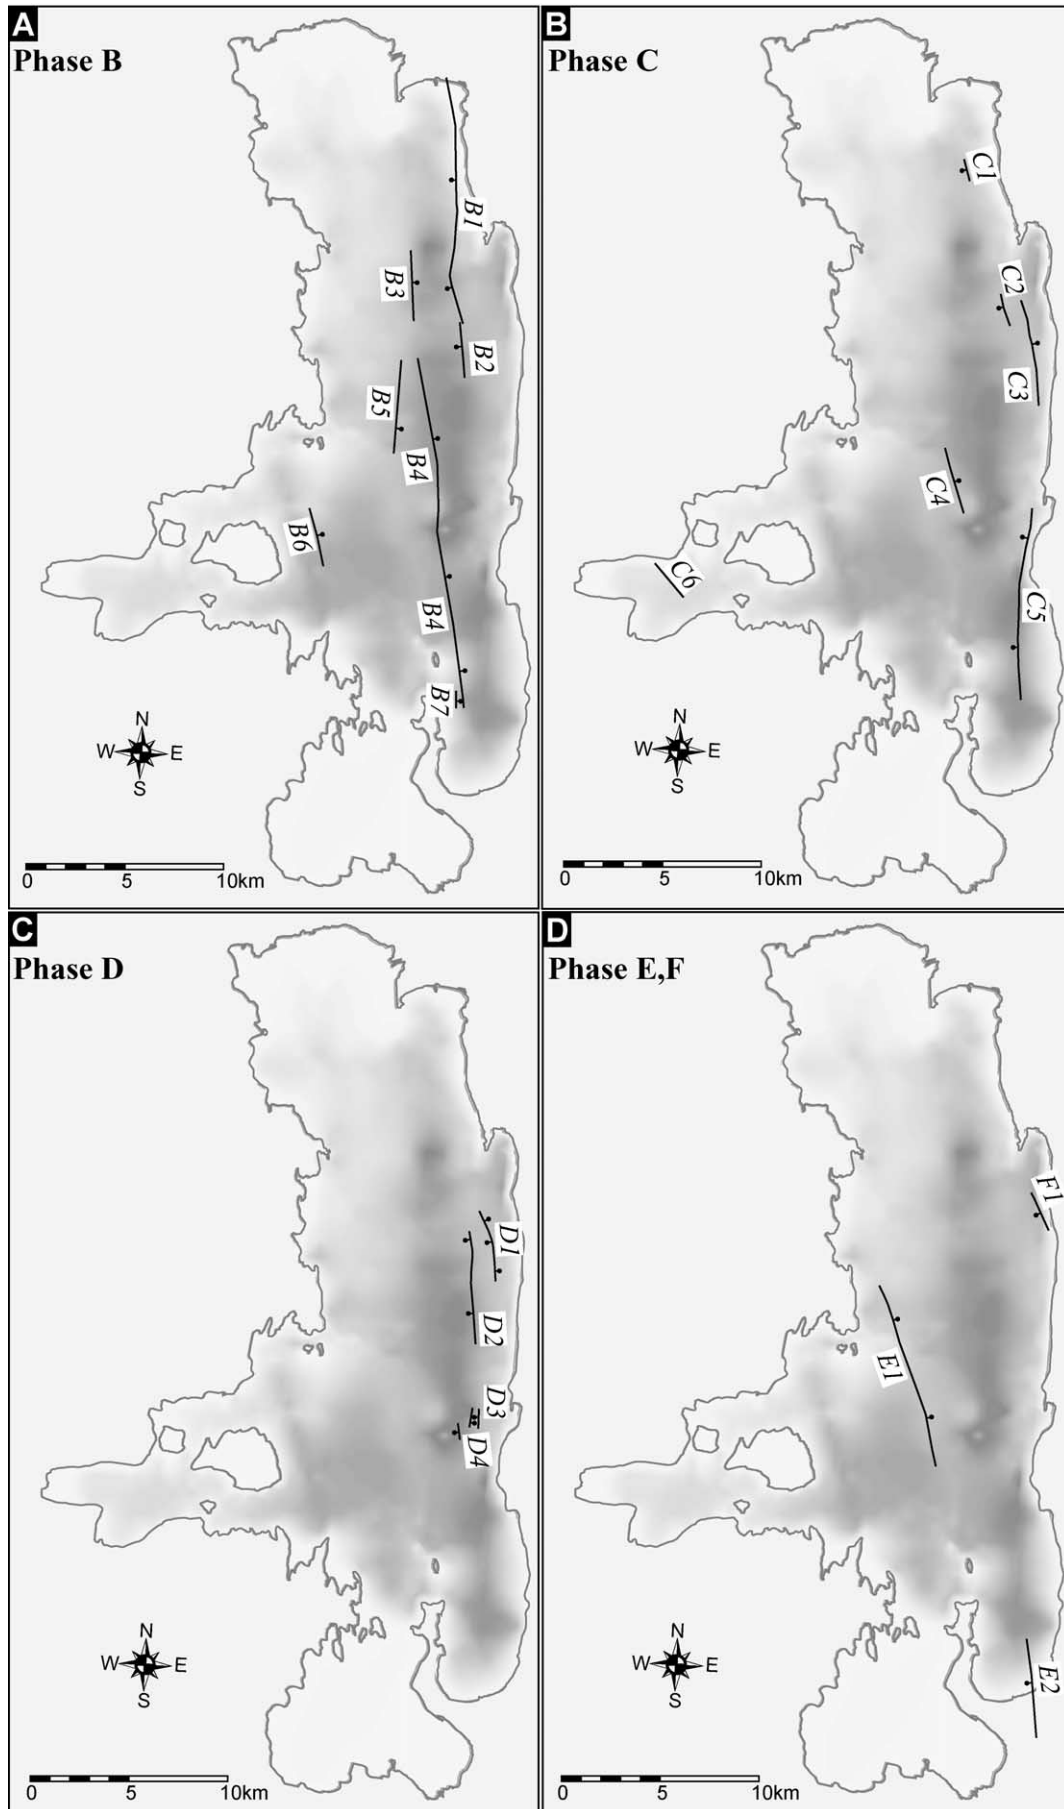 A
Phase B
B1
B3
B2
B5
B4
B6
B4
B7
N
W E
S
0 5 10km
B
Phase C
C1
C2
C3
C4
C6
C5
N
W E
S
0 5 10km
C
Phase D
D1
D2
D3
D4
N
W E
S
0 5 10km
D
Phase E,F
F1
E1
E2
N
W E
S
0 5 10km